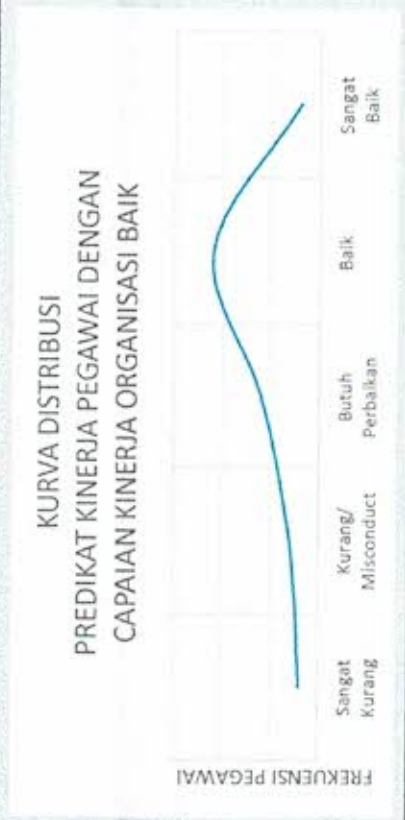 KURVA DISTRIBUSI
PREDIKAT KINERJA PEGAWAI DENGAN
CAPAIAN KINERJA ORGANISASI BAIK
FREKUENSI PEGAWAI
Sangat
Kurang
Kurang/
Misconduct
Butuh
Perbaikan
Baik
Sangat
Baik